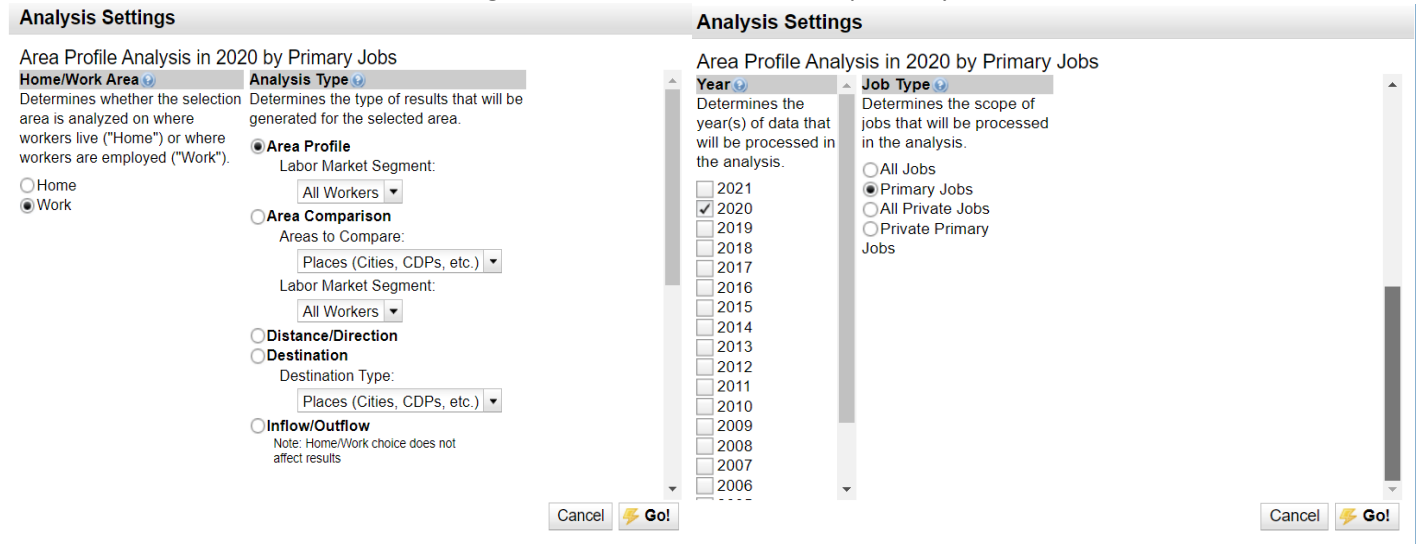 Analysis Settings
Area Profile Analysis in 2020 by Primary Jobs
Home/Work Area
Determines whether the selection
area is analyzed on where
workers live ("Home") or where
workers are employed ("Work").
Home
Work
Analysis Type
Determines the type of results that will be
generated for the selected area.
Area Profile
Labor Market Segment:
All Workers
Area Comparison
Areas to Compare:
Places (Cities, CDPs, etc.)
Labor Market Segment:
All Workers
Distance/Direction
Destination
Destination Type:
Places (Cities, CDPs, etc.)
Inflow/Outflow
Note: Home/Work choice does not
affect results
Cancel
Go!
Analysis Settings
Area Profile Analysis in 2020 by Primary Jobs
Year
Determines the
year(s) of data that
will be processed in
the analysis.
2021
2020
2019
2018
2017
2016
2015
2014
2013
2012
2011
2010
2009
2008
2007
2006
Job Type
Determines the scope of
jobs that will be processed
in the analysis.
All Jobs
Primary Jobs
All Private Jobs
Private Primary
Jobs
Cancel
Go!